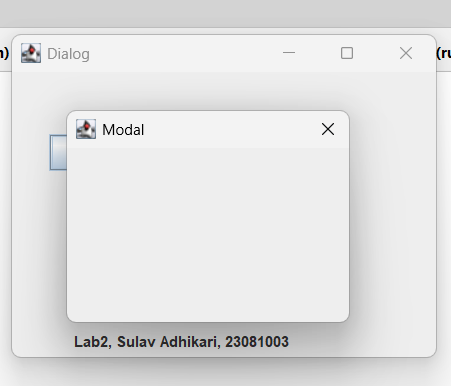 Dialog
Modal
Lab2, Sulav Adhikari, 23081003